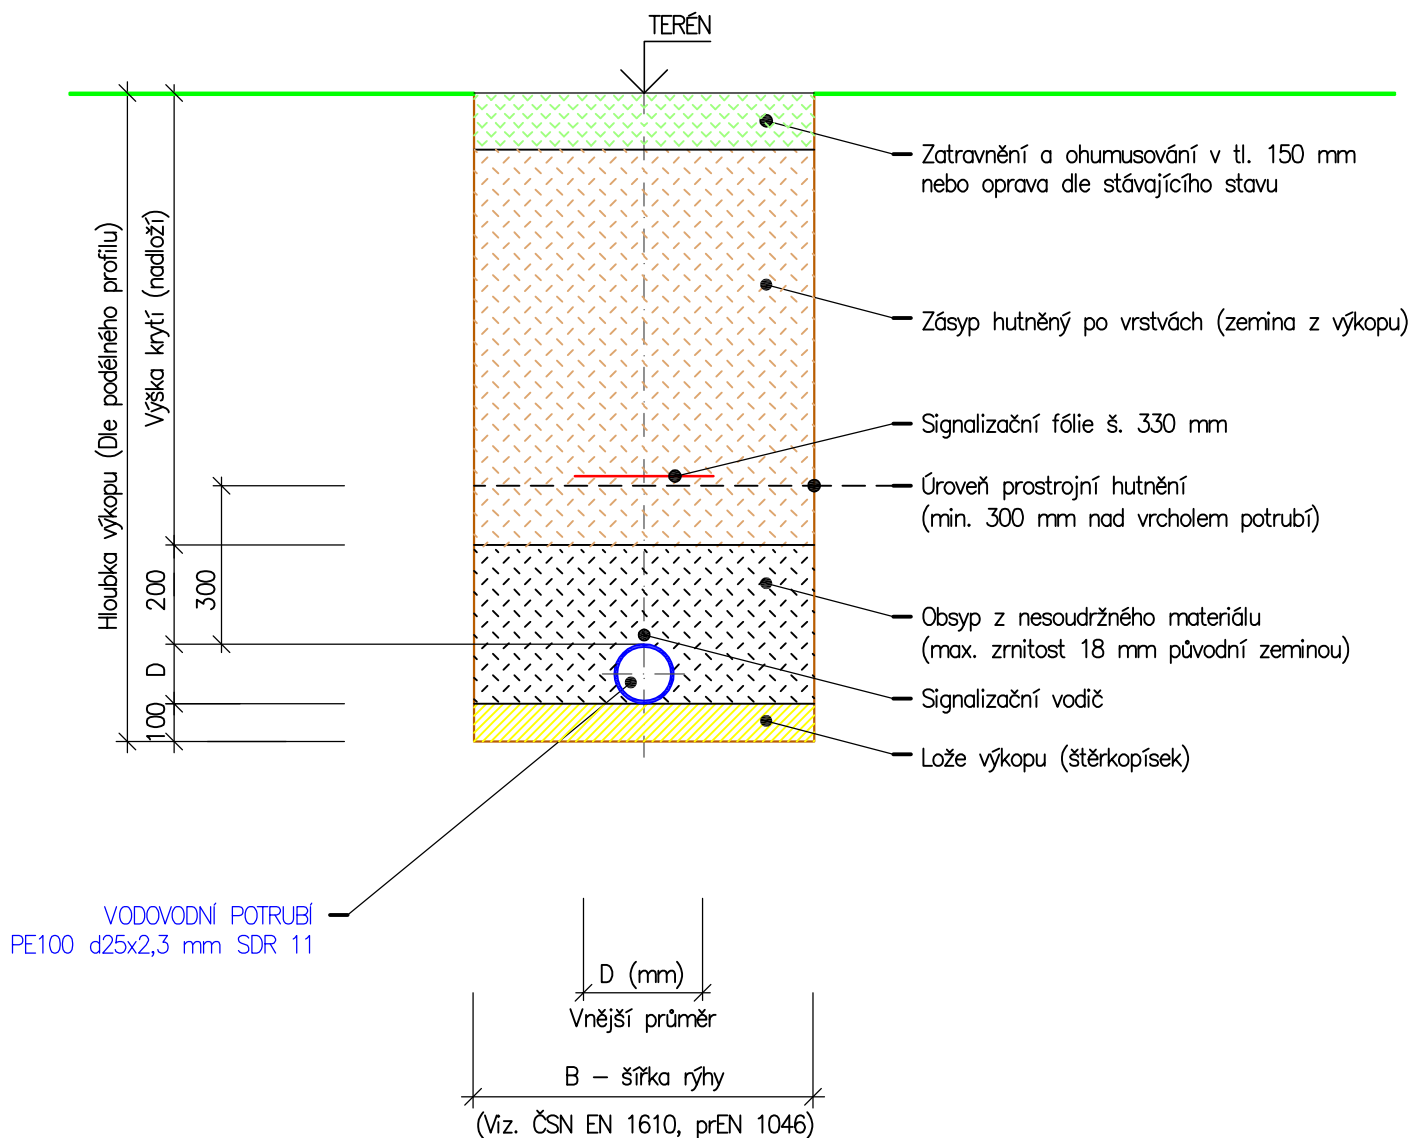 TERÉN
Zatravnění a ohumusování v tl. 150 mm
nebo oprava dle stávajícího stavu
Zásyp hutněný po vrstvách (zemina z výkopu)
Signalizační fólie š. 330 mm
Úroveň prostrojní hutnění
(min. 300 mm nad vrcholem potrubí)
Obsyp z nesoudržného materiálu
(max. zrnitost 18 mm původní zeminou)
Signalizační vodič
Lože výkopu (štěrkopísek)
Hloubka výkopu (Dle podélného profilu)
Výška krytí (nadloží)
200
300
D
100
VODOVODNÍ POTRUBÍ
PE100 d25x2,3 mm SDR 11
D (mm)
Vnější průměr
B – šířka rýhy
(Viz. ČSN EN 1610, prEN 1046)